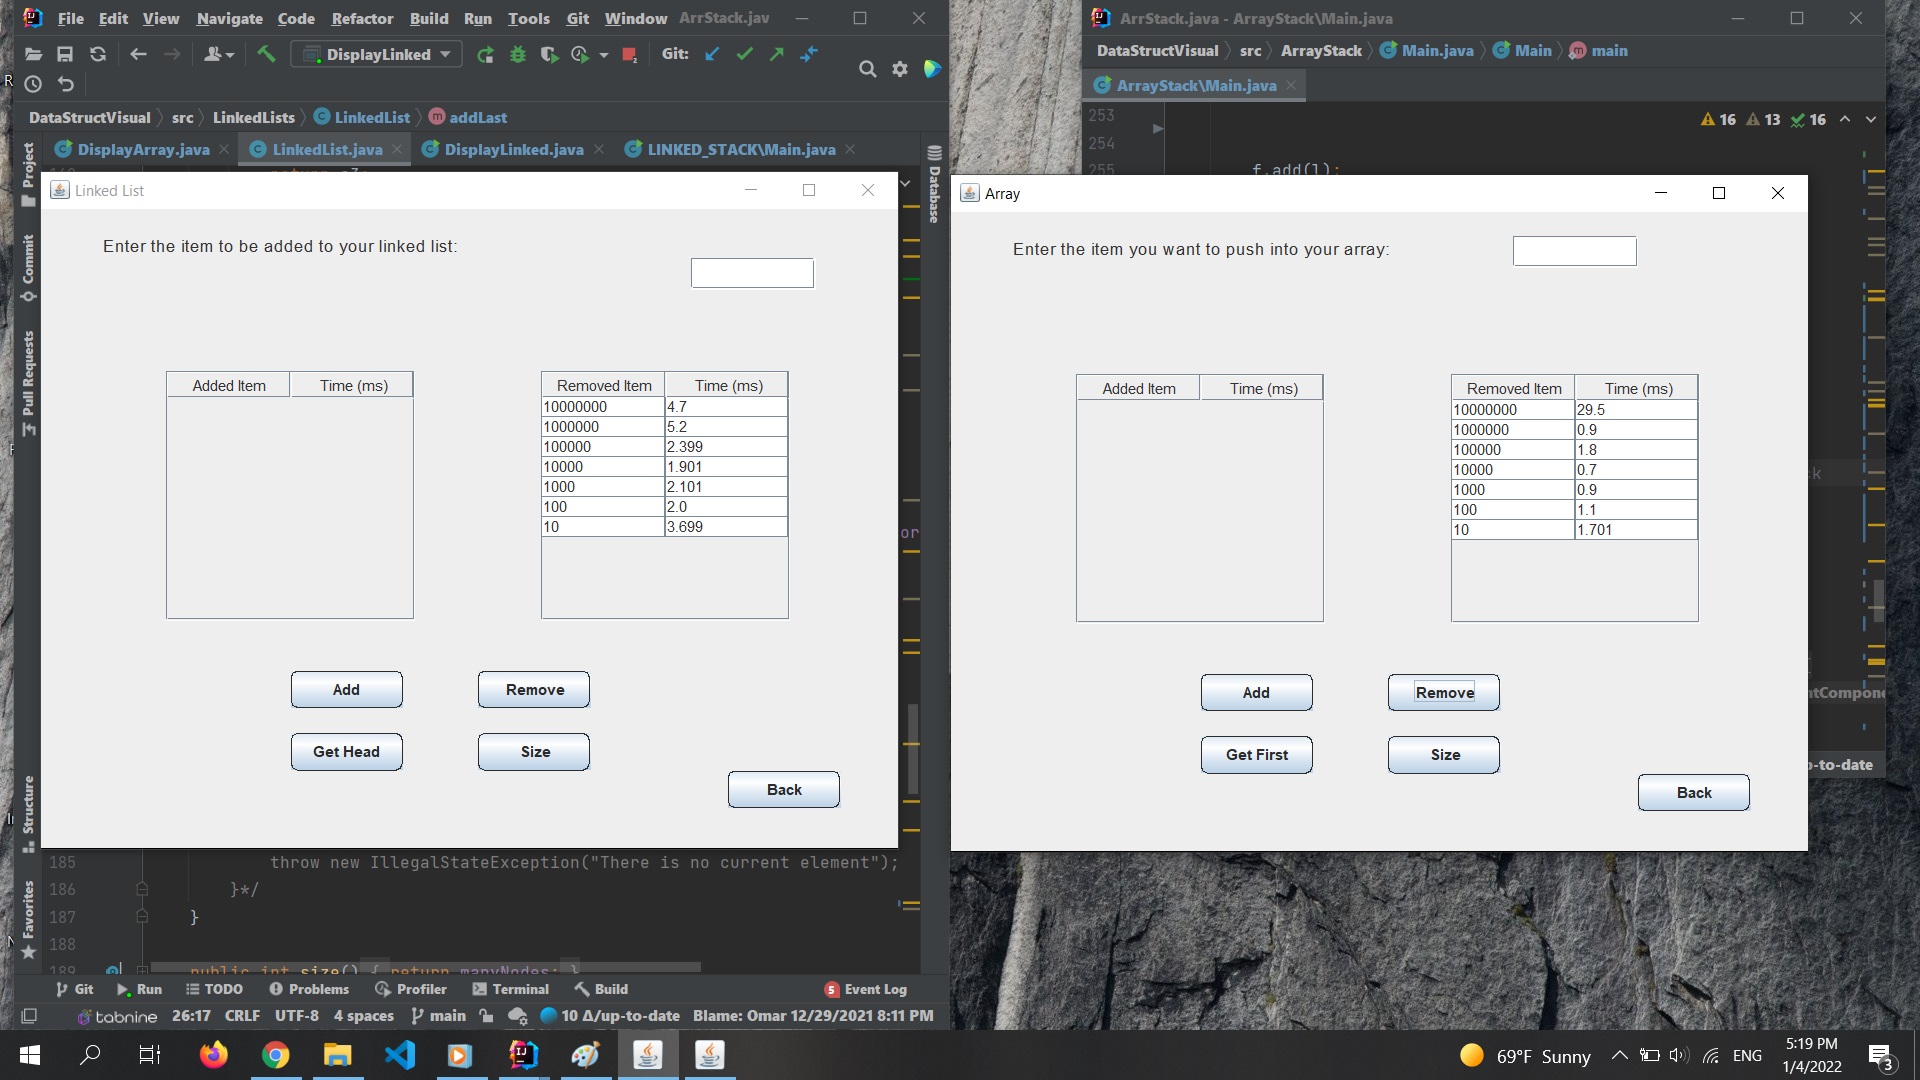 File Edit View Navigate Code Refactor Build Run Tools Git Window ArrStack.jav
DisplayLinked Git:
DataStructVisual src LinkedLists LinkedList addLast
DisplayArray.java LinkedList.java DisplayLinked.java LINKED_STACK\Main.java
Project
Commit
Pull Requests
Structure
Favorites
Database
Linked List
Enter the item to be added to your linked list:
Added Item Time (ms)
Removed Item Time (ms)
10000000 4.7
1000000 5.2
100000 2.399
10000 1.901
1000 2.101
100 2.0
10 3.699
Add Remove
Get Head Size
Back
185 throw new IllegalStateException("There is no current element");
186 }*/
187 }
188
189 public int size() { return manyNodes; }
Git Run TODO Problems Profiler Terminal Build 5 Event Log
tabnine 26:17 CRLF UTF-8 4 spaces main 10 Δ/up-to-date Blame: Omar 12/29/2021 8:11 PM
ArrStack.java - ArrayStack\Main.java
DataStructVisual src ArrayStack Main.java Main main
ArrayStack\Main.java
253 16 13 16
254
255 f.add(l);
Array
Enter the item you want to push into your array:
Added Item Time (ms)
Removed Item Time (ms)
10000000 29.5
1000000 0.9
100000 1.8
10000 0.7
1000 0.9
100 1.1
10 1.701
Add Remove
Get First Size
Back
ntCompone
p-to-date
69°F Sunny ENG 5:19 PM
1/4/2022 3